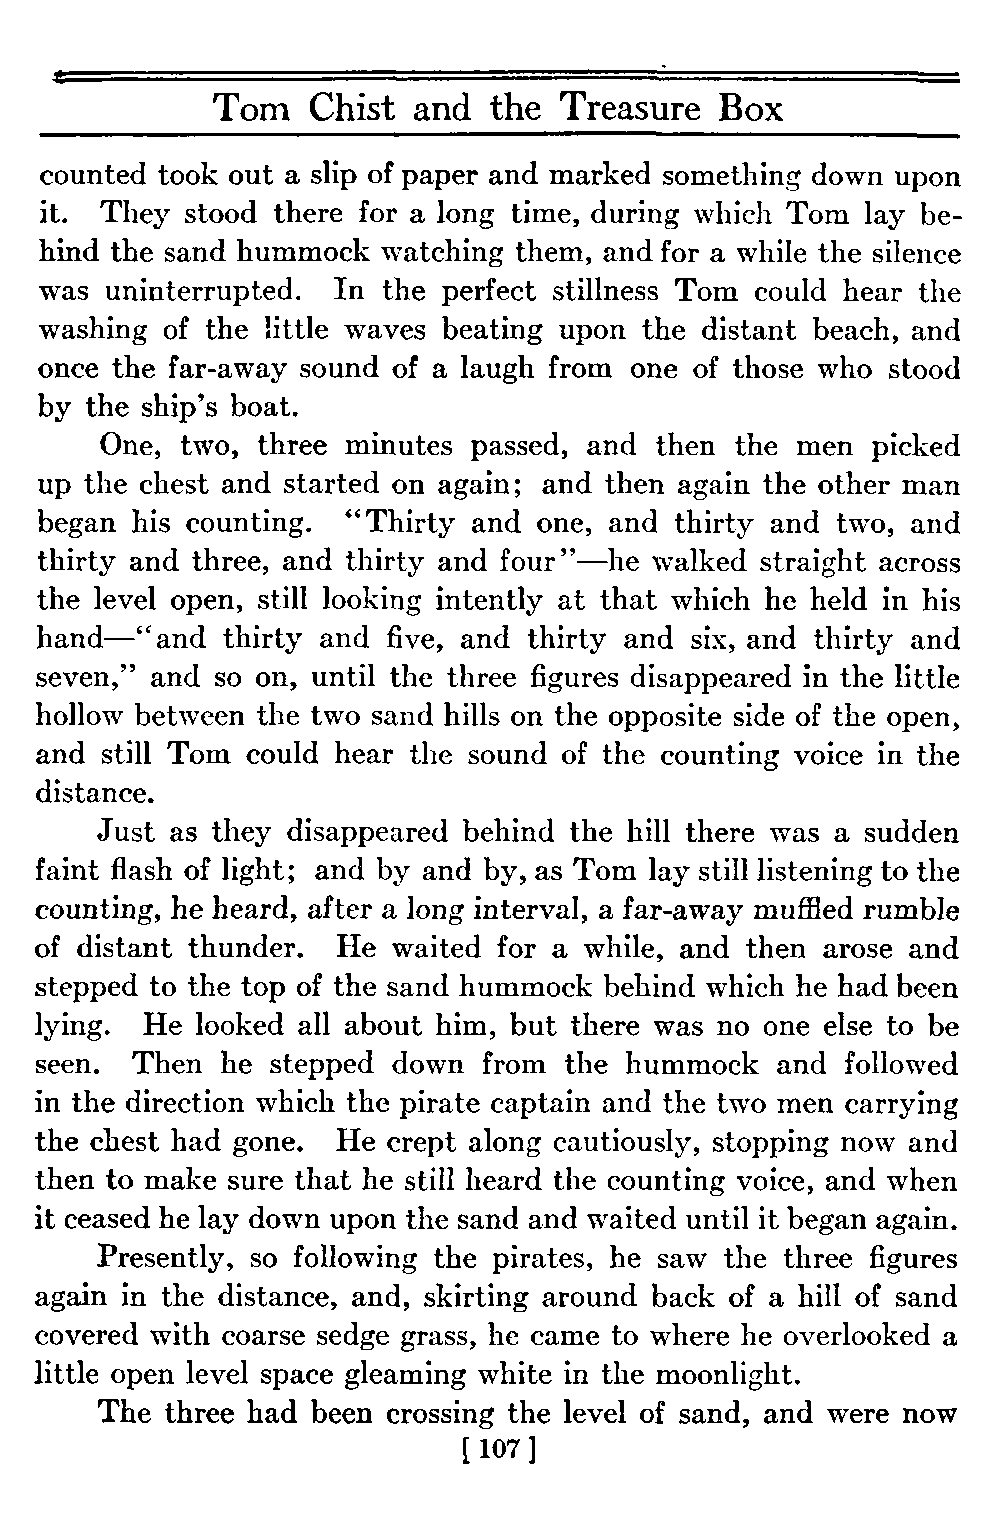 Tom Chist and the Treasure Box
counted took out a slip of paper and marked something down upon
it. They stood there for a long time, during which Tom lay be-
hind the sand hummock watching them, and for a while the silence
was uninterrupted. In the perfect stillness Tom could hear the
washing of the little waves beating upon the distant beach, and
once the far-away sound of a laugh from one of those who stood
by the ship's boat.
One, two, three minutes passed, and then the men picked
up the chest and started on again; and then again the other man
began his counting. “Thirty and one, and thirty and two, and
thirty and three, and thirty and four”—he walked straight across
the level open, still looking intently at that which he held in his
hand—“and thirty and five, and thirty and six, and thirty and
seven,” and so on, until the three figures disappeared in the little
hollow between the two sand hills on the opposite side of the open,
and still Tom could hear the sound of the counting voice in the
distance.
Just as they disappeared behind the hill there was a sudden
faint flash of light; and by and by, as Tom lay still listening to the
counting, he heard, after a long interval, a far-away muffled rumble
of distant thunder. He waited for a while, and then arose and
stepped to the top of the sand hummock behind which he had been
lying. He looked all about him, but there was no one else to be
seen. Then he stepped down from the hummock and followed
in the direction which the pirate captain and the two men carrying
the chest had gone. He crept along cautiously, stopping now and
then to make sure that he still heard the counting voice, and when
it ceased he lay down upon the sand and waited until it began again.
Presently, so following the pirates, he saw the three figures
again in the distance, and, skirting around back of a hill of sand
covered with coarse sedge grass, he came to where he overlooked a
little open level space gleaming white in the moonlight.
The three had been crossing the level of sand, and were now
[ 107 ]